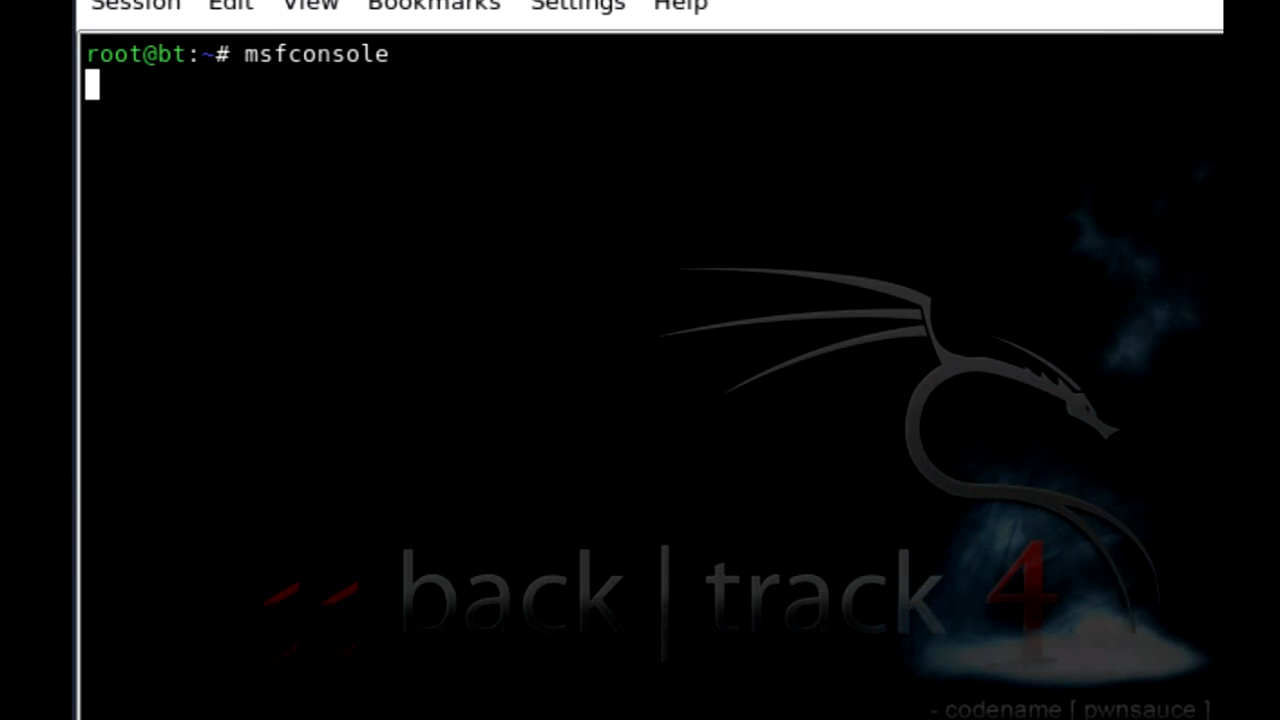 Session Edit View Bookmarks Settings Help
root@bt:~# msfconsole
back | track 4
- codename [ pwnsauce ]